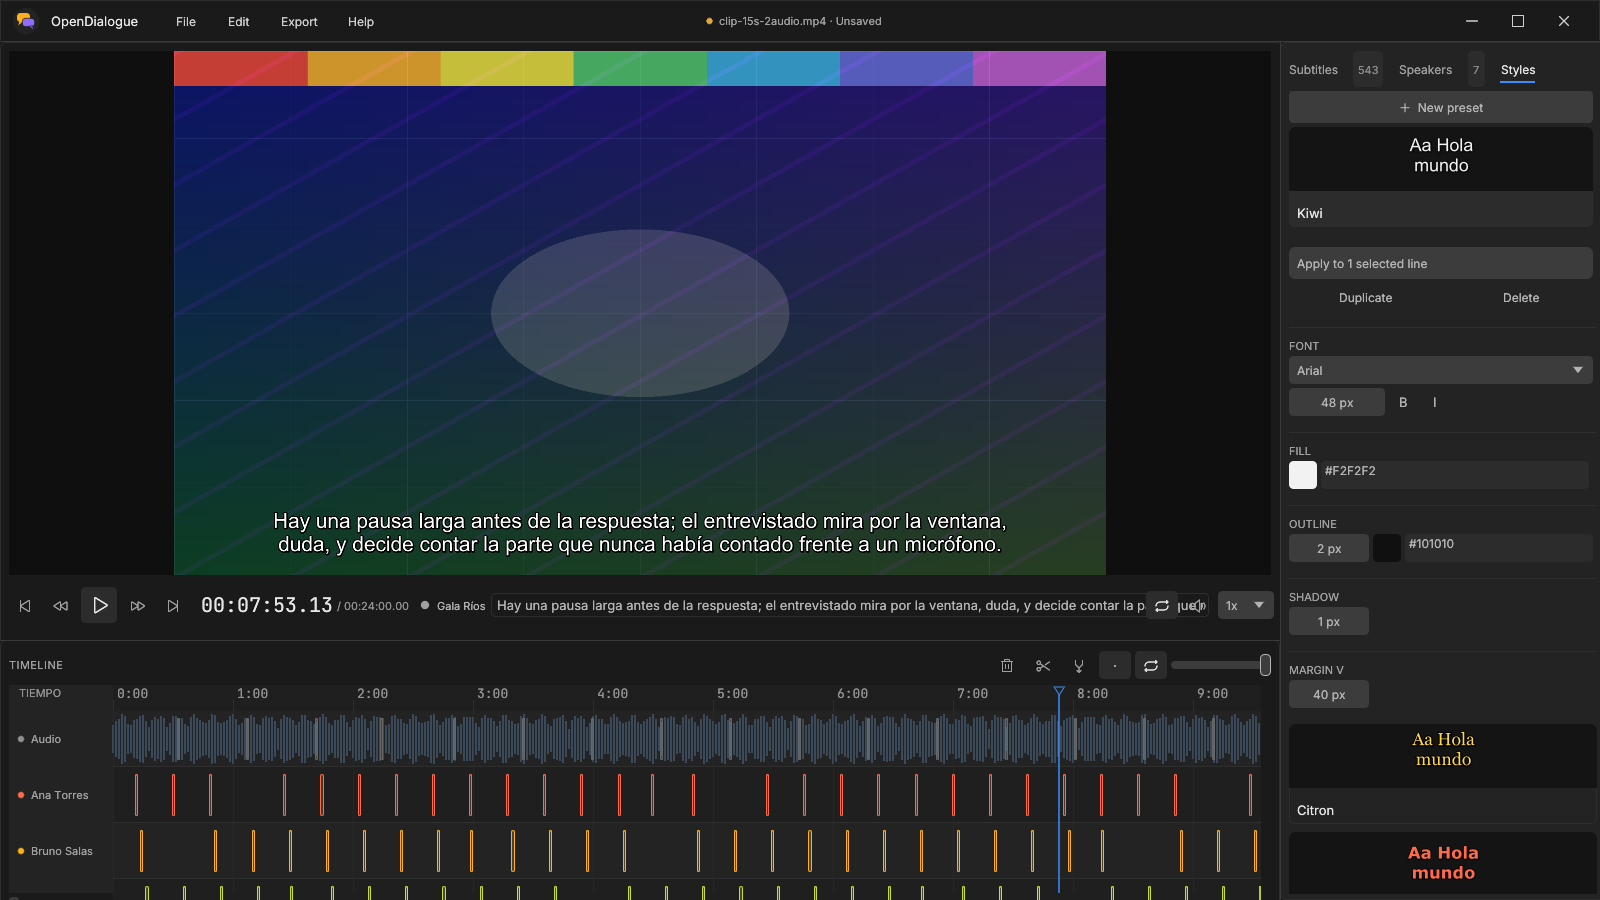 OpenDialogue File Edit Export Help
clip-15s-2audio.mp4 · Unsaved
Subtitles 543 Speakers 7 Styles
+ New preset
Aa Hola
mundo
Kiwi
Apply to 1 selected line
Duplicate Delete
FONT
Arial
48 px B I
FILL
#F2F2F2
OUTLINE
2 px #101010
SHADOW
1 px
MARGIN V
40 px
Aa Hola
mundo
Citron
Aa Hola
mundo
Hay una pausa larga antes de la respuesta; el entrevistado mira por la ventana,
duda, y decide contar la parte que nunca había contado frente a un micrófono.
00:07:53.13 / 00:24:00.00 Gala Ríos Hay una pausa larga antes de la respuesta; el entrevistado mira por la ventana, duda, y decide contar la 1x
TIMELINE
TIEMPO 0:00 1:00 2:00 3:00 4:00 5:00 6:00 7:00 8:00 9:00
Audio
Ana Torres
Bruno Salas